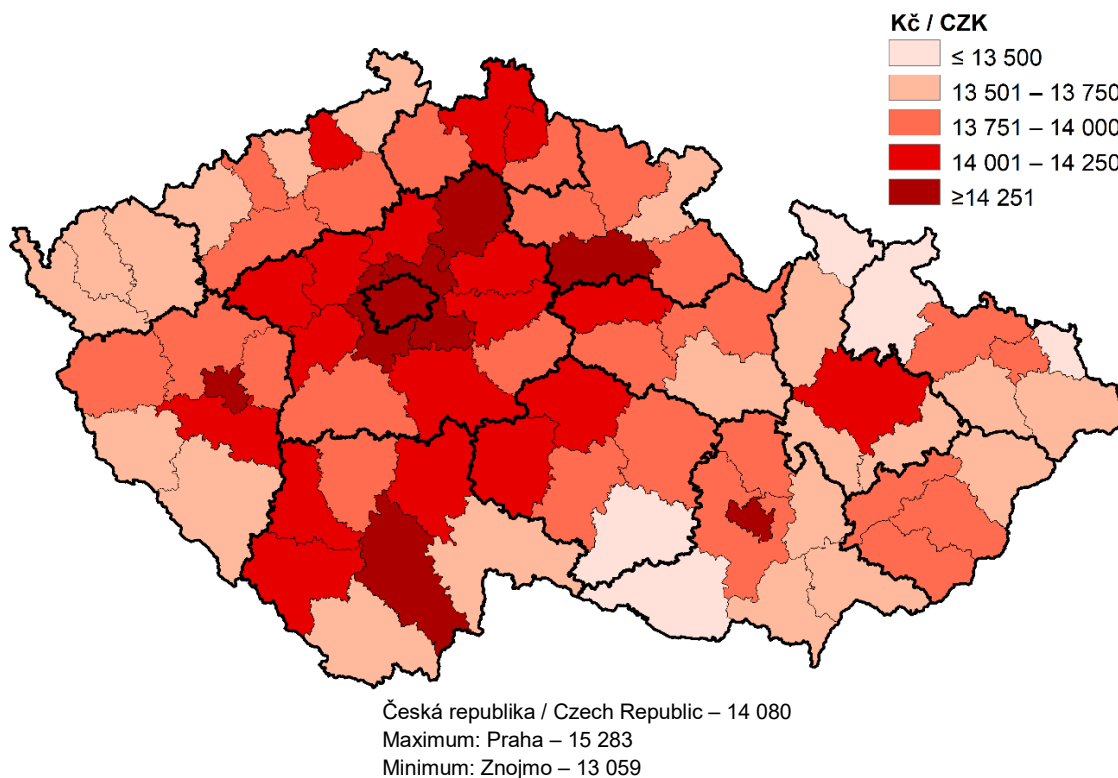 Kč / CZK
≤ 13 500
13 501 – 13 750
13 751 – 14 000
14 001 – 14 250
≥14 251
Česká republika / Czech Republic – 14 080
Maximum: Praha – 15 283
Minimum: Znojmo – 13 059